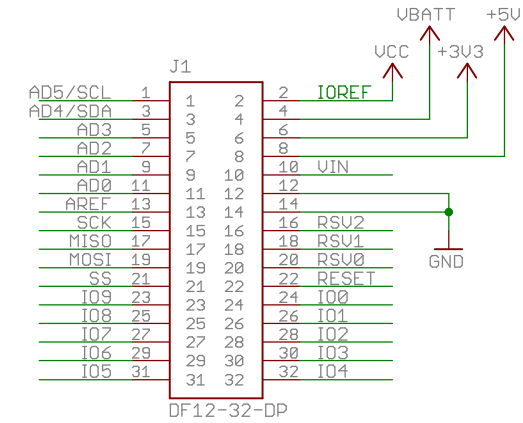 VBATT +5V
VCC +3V3
J1
AD5/SCL 1 1 2 2 IOREF
AD4/SDA 3 3 4 4
AD3 5 5 6 6
AD2 7 7 8 8
AD1 9 9 10 10 VIN
AD0 11 11 12 12
AREF 13 13 14 14
SCK 15 15 16 16 RSV2
MISO 17 17 18 18 RSV1
MOSI 19 19 20 20 RSV0
SS 21 21 22 22 RESET
IO9 23 23 24 24 IO0
IO8 25 25 26 26 IO1
IO7 27 27 28 28 IO2
IO6 29 29 30 30 IO3
IO5 31 31 32 32 IO4
GND
DF12-32-DP